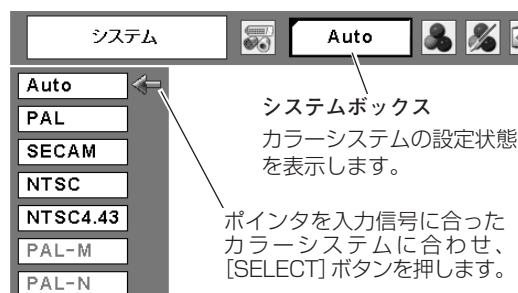 システム
Auto
Auto
PAL
SECAM
NTSC
NTSC4.43
PAL-M
PAL-N
システムボックス
カラーシステムの設定状態
を表示します。
ポインタを入力信号に合った
カラーシステムに合わせ、
［SELECT］ボタンを押します。